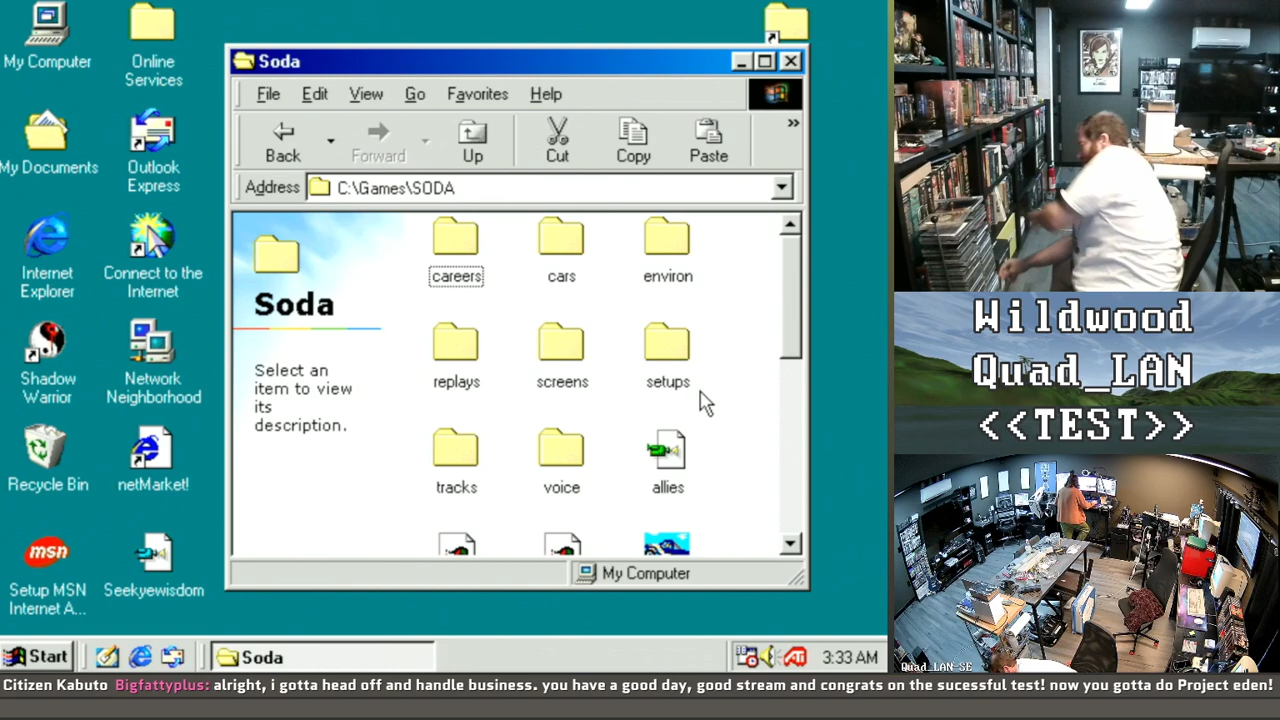 My Computer
Online
Services
My Documents
Outlook
Express
Internet
Explorer
Connect to the
Internet
Shadow
Warrior
Network
Neighborhood
Recycle Bin
netMarket!
msn
Setup MSN
Internet A...
Seekyewisdom
Soda
File Edit View Go Favorites Help
Back Forward Up Cut Copy Paste
Address C:\Games\SODA
Soda
Select an
item to view
its
description.
careers cars environ
replays screens setups
tracks voice allies
My Computer
Start Soda ATI 3:33 AM
Wildwood
Quad_LAN
<<TEST>>
Quad_LAN-SE
Citizen Kabuto Bigfattyplus: alright, i gotta head off and handle business. you have a good day, good stream and congrats on the sucessful test! now you gotta do Project eden!